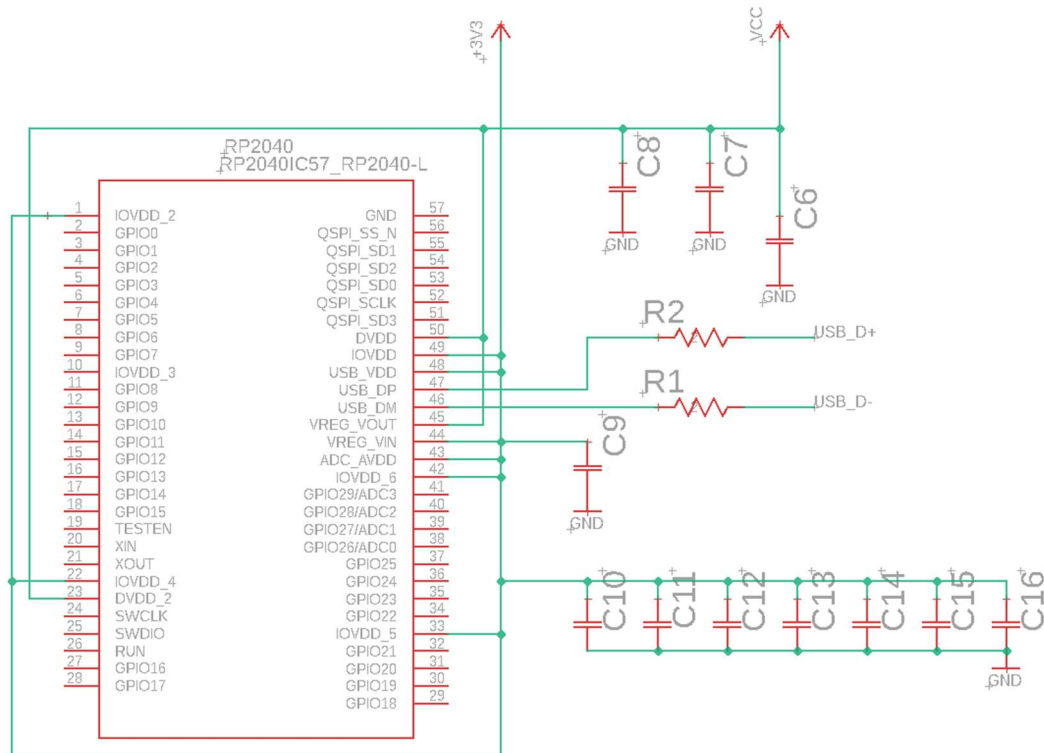 +3V3
VCC
RP2040
RP2040IC57_RP2040-L
C8
C7
C6
GND
GND
GND
1 IOVDD_2 GND 57
2 GPIO0 QSPI_SS_N 56
3 GPIO1 QSPI_SD1 55
4 GPIO2 QSPI_SD2 54
5 GPIO3 QSPI_SD0 53
6 GPIO4 QSPI_SCLK 52
7 GPIO5 QSPI_SD3 51
8 GPIO6 DVDD 50
9 GPIO7 IOVDD 49
10 IOVDD_3 USB_VDD 48
11 GPIO8 USB_DP 47
12 GPIO9 USB_DM 46
13 GPIO10 VREG_VOUT 45
14 GPIO11 VREG_VIN 44
15 GPIO12 ADC_AVDD 43
16 GPIO13 IOVDD_6 42
17 GPIO14 GPIO29/ADC3 41
18 GPIO15 GPIO28/ADC2 40
19 TESTEN GPIO27/ADC1 39
20 XIN GPIO26/ADC0 38
21 XOUT GPIO25 37
22 IOVDD_4 GPIO24 36
23 DVDD_2 GPIO23 35
24 SWCLK GPIO22 34
25 SWDIO IOVDD_5 33
26 RUN GPIO21 32
27 GPIO16 GPIO20 31
28 GPIO17 GPIO19 30
GPIO18 29
R2
USB_D+
R1
USB_D-
C9
GND
C10
C11
C12
C13
C14
C15
C16
GND